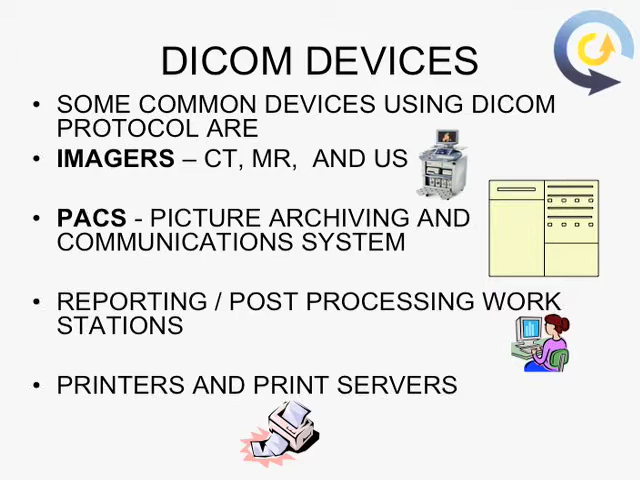 DICOM DEVICES
• SOME COMMON DEVICES USING DICOM
PROTOCOL ARE
• IMAGERS – CT, MR, AND US
• PACS - PICTURE ARCHIVING AND
COMMUNICATIONS SYSTEM
• REPORTING / POST PROCESSING WORK
STATIONS
• PRINTERS AND PRINT SERVERS